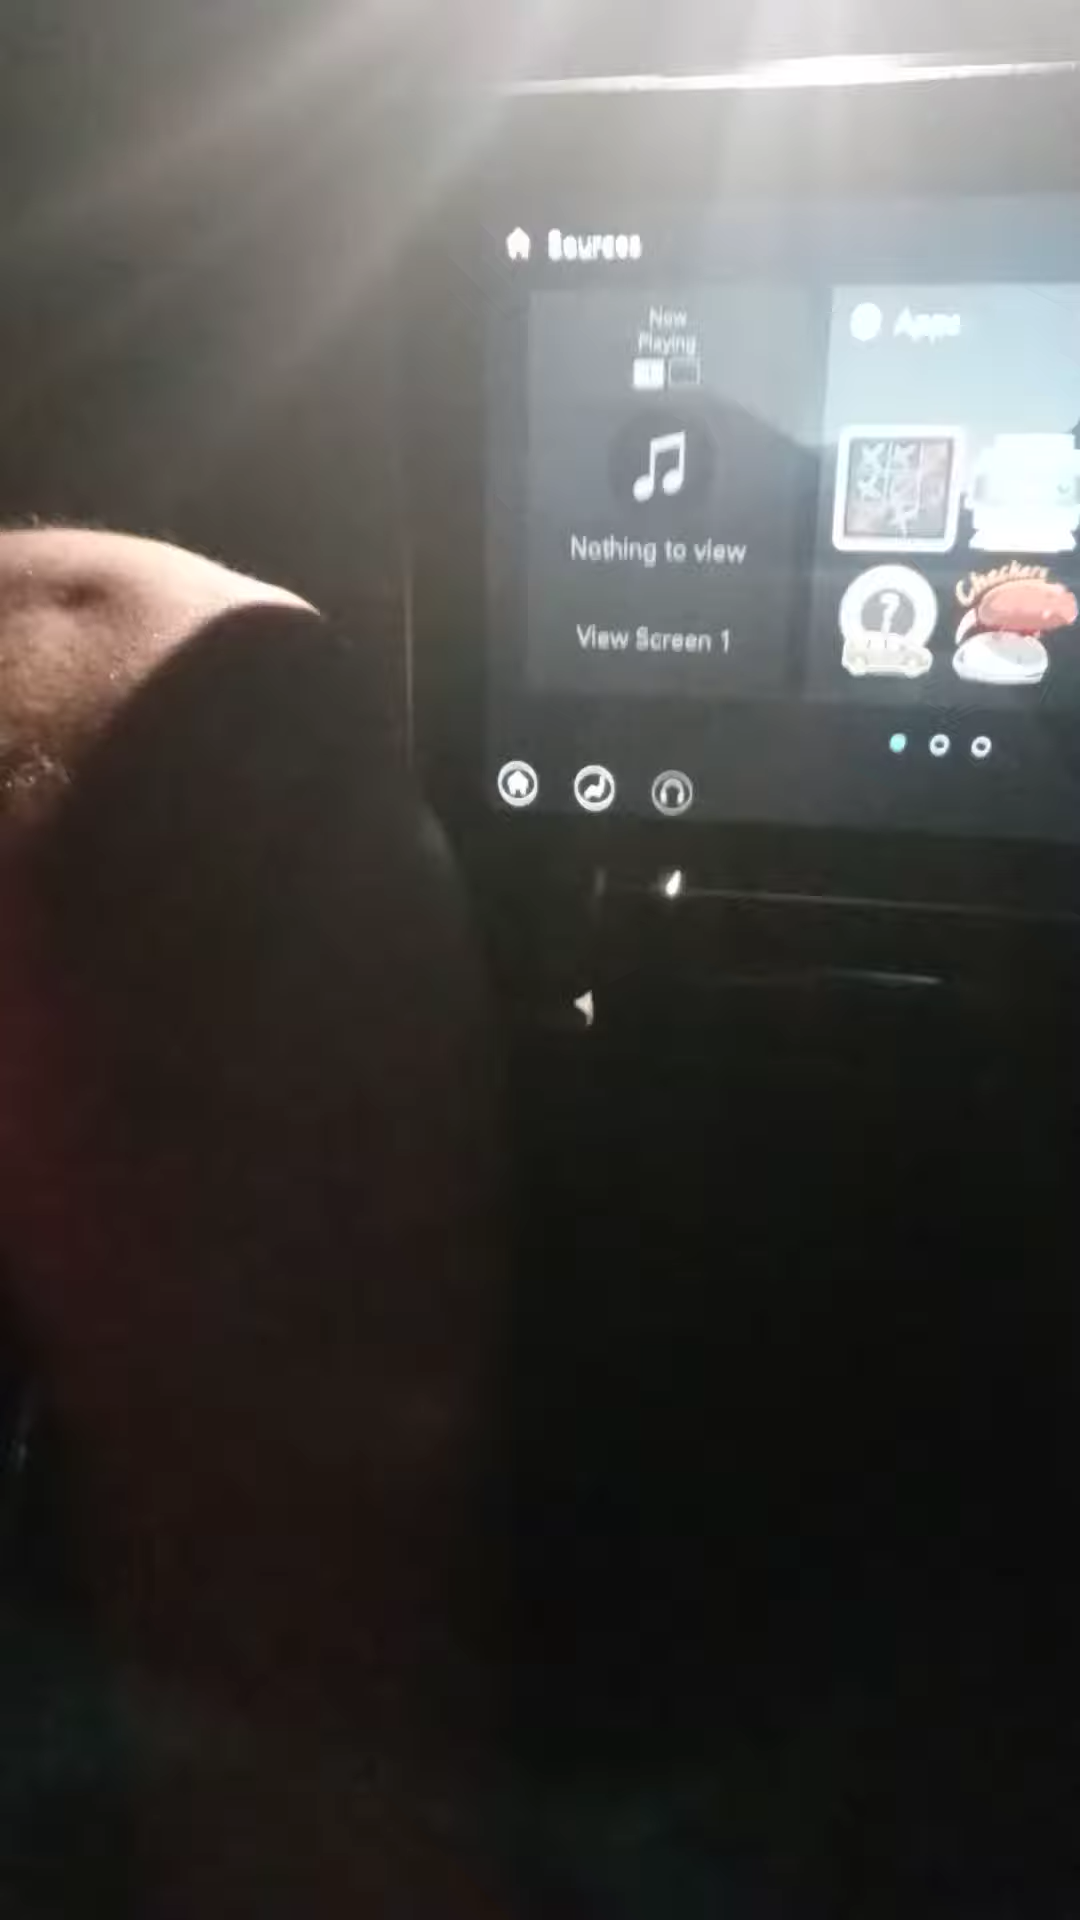 Sources
Now
Playing
Apps
Nothing to view
View Screen 1
?
Checkers